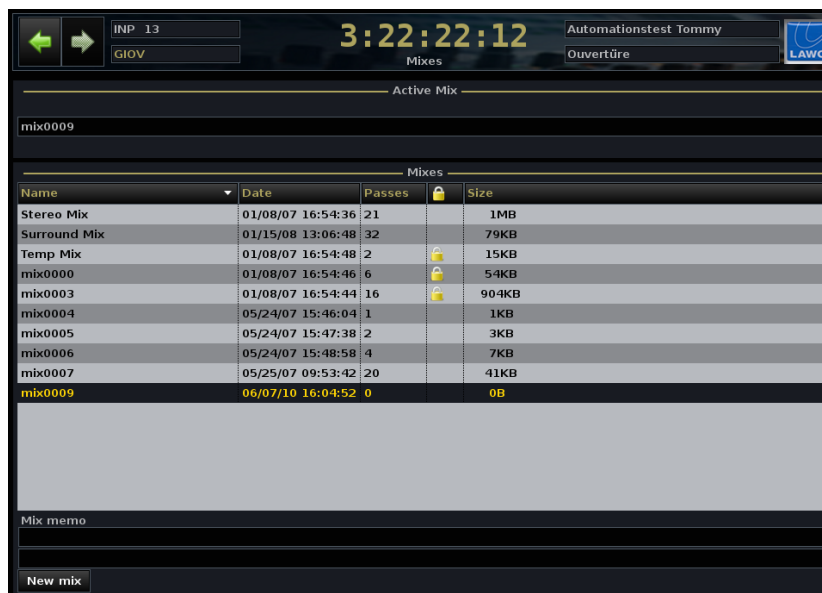 INP 13
GIOV
3:22:22:12
Mixes
Automationstest Tommy
Ouvertüre
LAWO
Active Mix
mix0009
Mixes
Name Date Passes Size
Stereo Mix 01/08/07 16:54:36 21 1MB
Surround Mix 01/15/08 13:06:48 32 79KB
Temp Mix 01/08/07 16:54:48 2 15KB
mix0000 01/08/07 16:54:46 6 54KB
mix0003 01/08/07 16:54:44 16 904KB
mix0004 05/24/07 15:46:04 1 1KB
mix0005 05/24/07 15:47:38 2 3KB
mix0006 05/24/07 15:48:58 4 7KB
mix0007 05/25/07 09:53:42 20 41KB
mix0009 06/07/10 16:04:52 0 0B
Mix memo
New mix